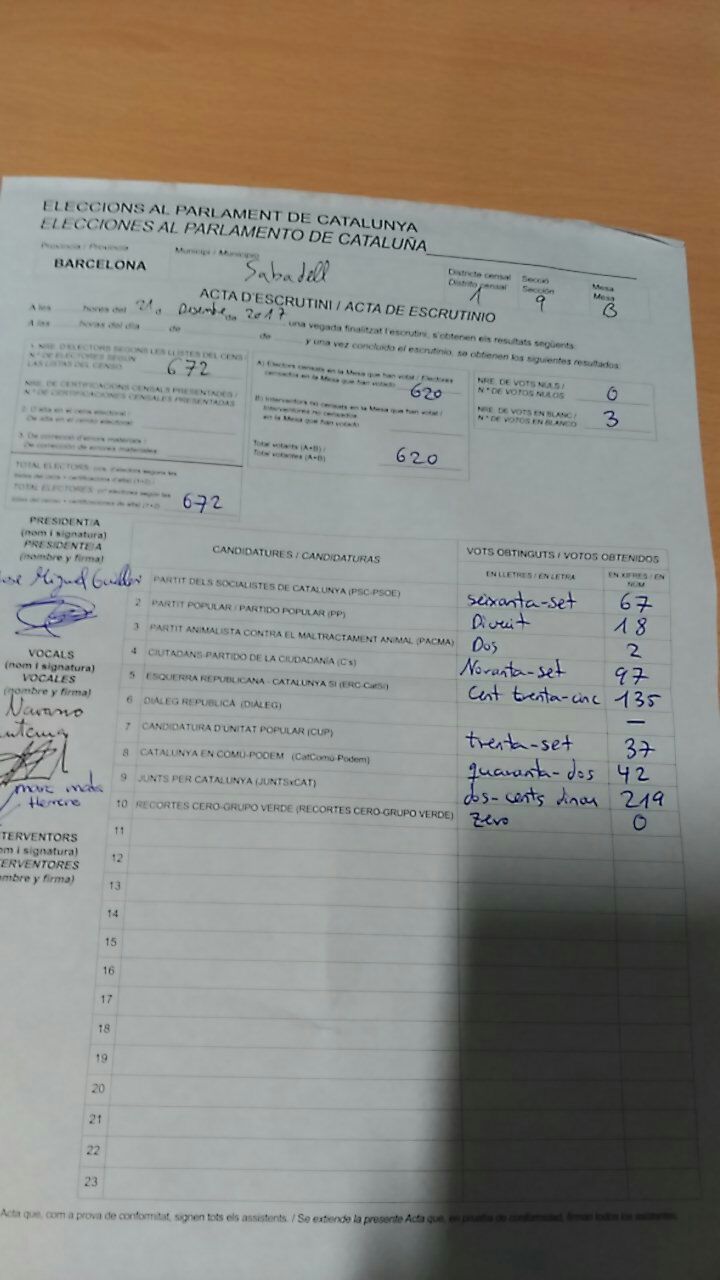 ELECCIONS AL PARLAMENT DE CATALUNYA
ELECCIONES AL PARLAMENTO DE CATALUÑA
Provincia / Provincia Municipi / Municipio Districte censal Secció Mesa
BARCELONA Sabadell Distrito censal Sección Mesa
1 9 B
ACTA D'ESCRUTINI / ACTA DE ESCRUTINIO
A les hores del 21 d Desembre de 2017 una vegada finalitzat l'escrutini, s'obtenen els resultats següents:
A las horas del día de de y una vez concluido el escrutinio, se obtienen los siguientes resultados:
1. NRE. D'ELECTORS SEGONS LES LLISTES DEL CENS /
N.º DE ELECTORES SEGÚN
LAS LISTAS DEL CENSO 672
NRE. DE CERTIFICACIONS CENSALS PRESENTADES /
N.º DE CERTIFICACIONES CENSALES PRESENTADAS
2. D'alta en el cens electoral /
De alta en el censo electoral
3. De correcció d'errors materials /
De corrección de errores materiales
TOTAL ELECTORS
TOTAL ELECTORES
672
A) Electors censats en la Mesa que han votat / Electores
censados en la Mesa que han votado 620
B) Interventors no censats en la Mesa que han votat /
Interventores no censados
en la Mesa que han votado
Total votants (A+B) /
Total votantes (A+B) 620
NRE. DE VOTS NULS /
N.º DE VOTOS NULOS 0
NRE. DE VOTS EN BLANC /
N.º DE VOTOS EN BLANCO 3
PRESIDENT/A
(nom i signatura)
PRESIDENTE/A
(nombre y firma)
Jose Miguel
VOCALS
(nom i signatura)
VOCALES
(nombre y firma)
Navarro
marc mata
Herrero
INTERVENTORS
(nom i signatura)
INTERVENTORES
(nombre y firma)
CANDIDATURES / CANDIDATURAS VOTS OBTINGUTS / VOTOS OBTENIDOS
EN LLETRES / EN LETRA EN XIFRES / EN NÚM
1 PARTIT DELS SOCIALISTES DE CATALUNYA (PSC-PSOE) seixanta-set 67
2 PARTIT POPULAR / PARTIDO POPULAR (PP) Divuit 18
3 PARTIT ANIMALISTA CONTRA EL MALTRACTAMENT ANIMAL (PACMA) Dos 2
4 CIUTADANS-PARTIDO DE LA CIUDADANÍA (C's) Noranta-set 97
5 ESQUERRA REPUBLICANA - CATALUNYA SÍ (ERC-CatSí) Cent trenta-cinc 135
6 DIÀLEG REPUBLICÀ (DIÀLEG) —
7 CANDIDATURA D'UNITAT POPULAR (CUP) trenta-set 37
8 CATALUNYA EN COMÚ-PODEM (CatComú-Podem) quaranta-dos 42
9 JUNTS PER CATALUNYA (JUNTSxCAT) dos-cents dinou 219
10 RECORTES CERO-GRUPO VERDE (RECORTES CERO-GRUPO VERDE) Zero 0
11
12
13
14
15
16
17
18
19
20
21
22
23
Acta que, com a prova de conformitat, signen tots els assistents. / Se extiende la presente Acta que, en prueba de conformidad, firman todos los asistentes.